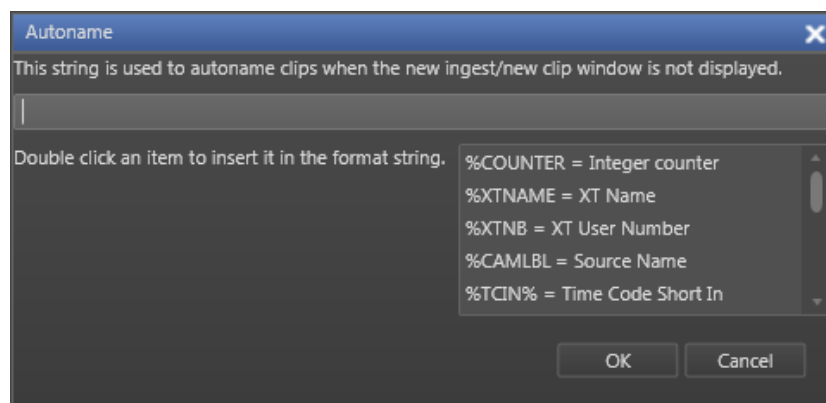 Autoname
This string is used to autoname clips when the new ingest/new clip window is not displayed.
Double click an item to insert it in the format string.
%COUNTER = Integer counter
%XTNAME = XT Name
%XTNB = XT User Number
%CAMLBL = Source Name
%TCIN% = Time Code Short In
OK
Cancel